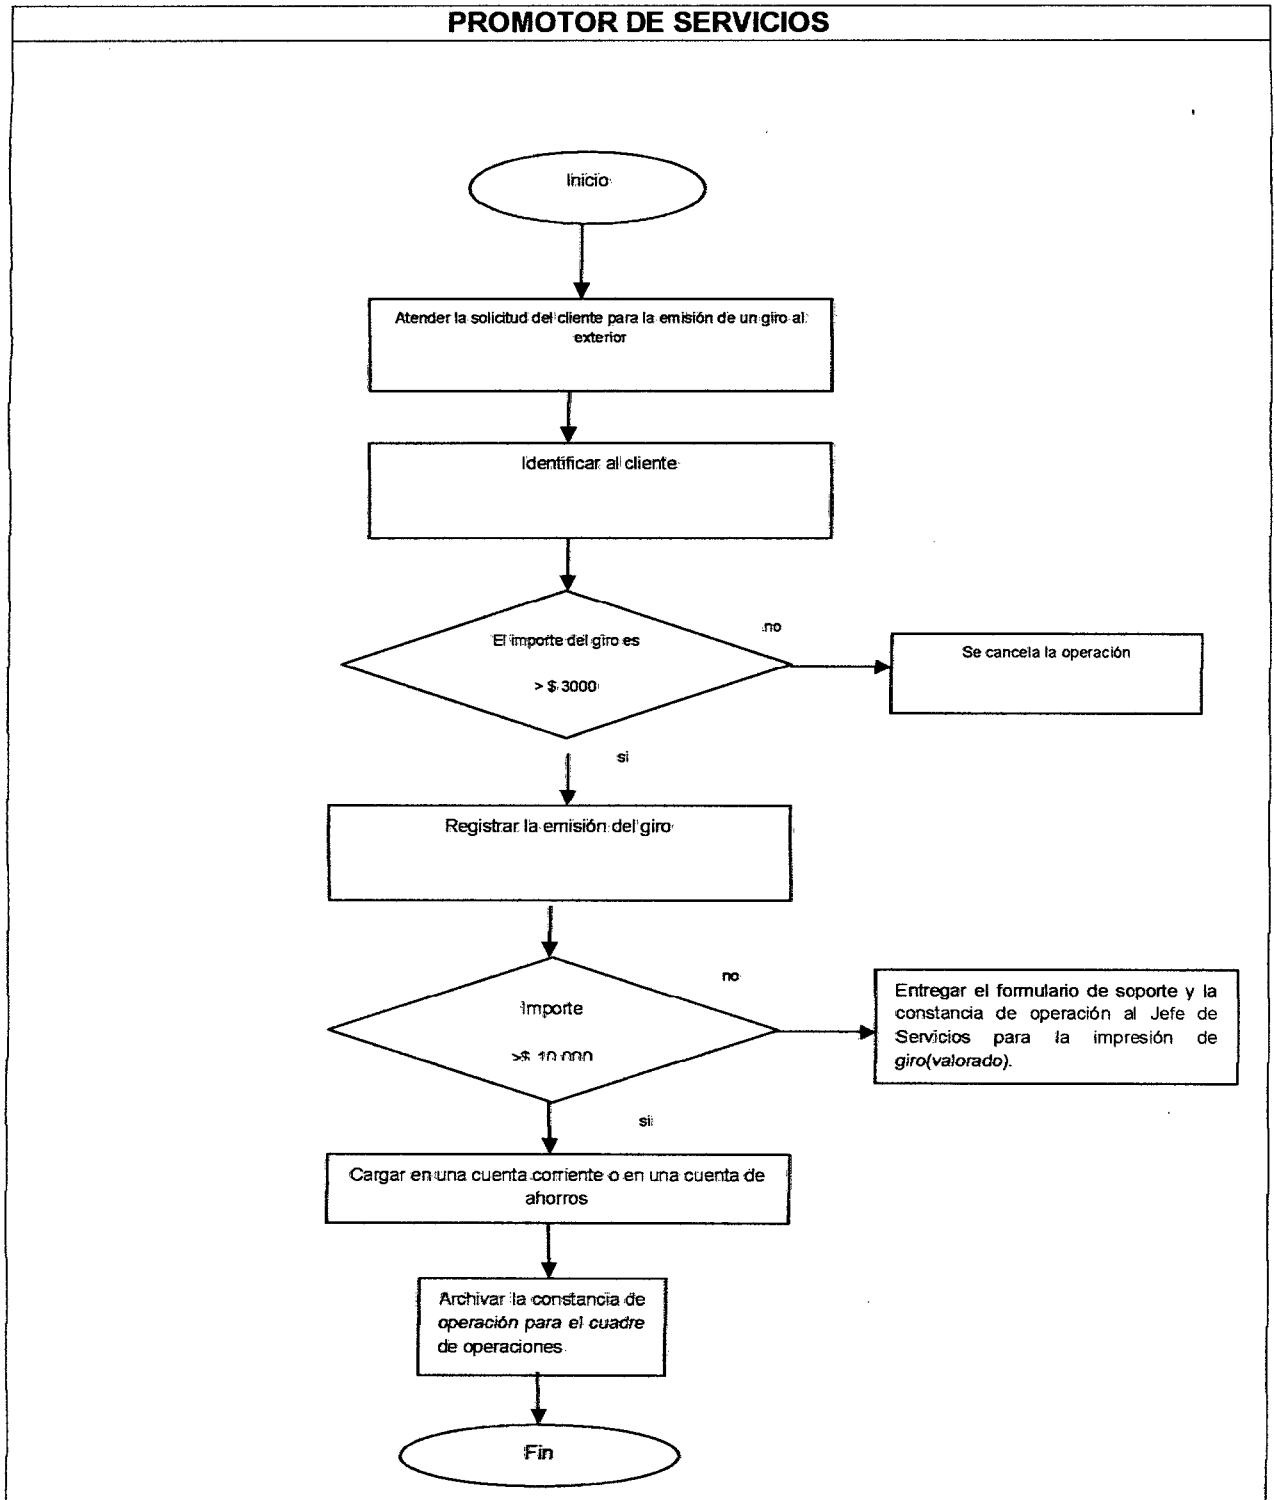 PROMOTOR DE SERVICIOS
Inicio
Atender la solicitud del cliente para la emisión de un giro al
exterior
Identificar al cliente
El importe del giro es
> $ 3000
no
Se cancela la operación
si
Registrar la emisión del giro
Importe
>$ 10.000
no
Entregar el formulario de soporte y la
constancia de operación al Jefe de
Servicios para la impresión de
giro(valorado).
si
Cargar en una cuenta corriente o en una cuenta de
ahorros
Archivar la constancia de
operación para el cuadre
de operaciones
Fin